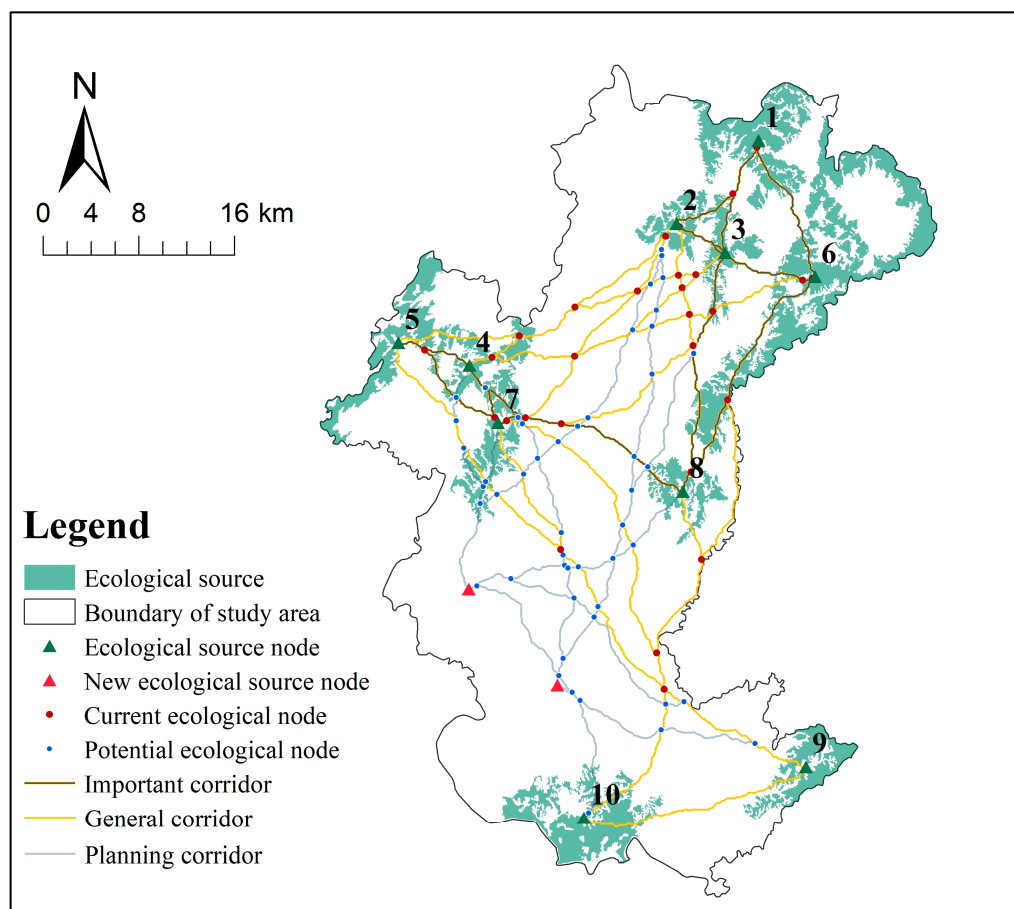 N
0 4 8 16 km
1
2
3
6
5
4
7
8
9
10
Legend
Ecological source
Boundary of study area
Ecological source node
New ecological source node
Current ecological node
Potential ecological node
Important corridor
General corridor
Planning corridor